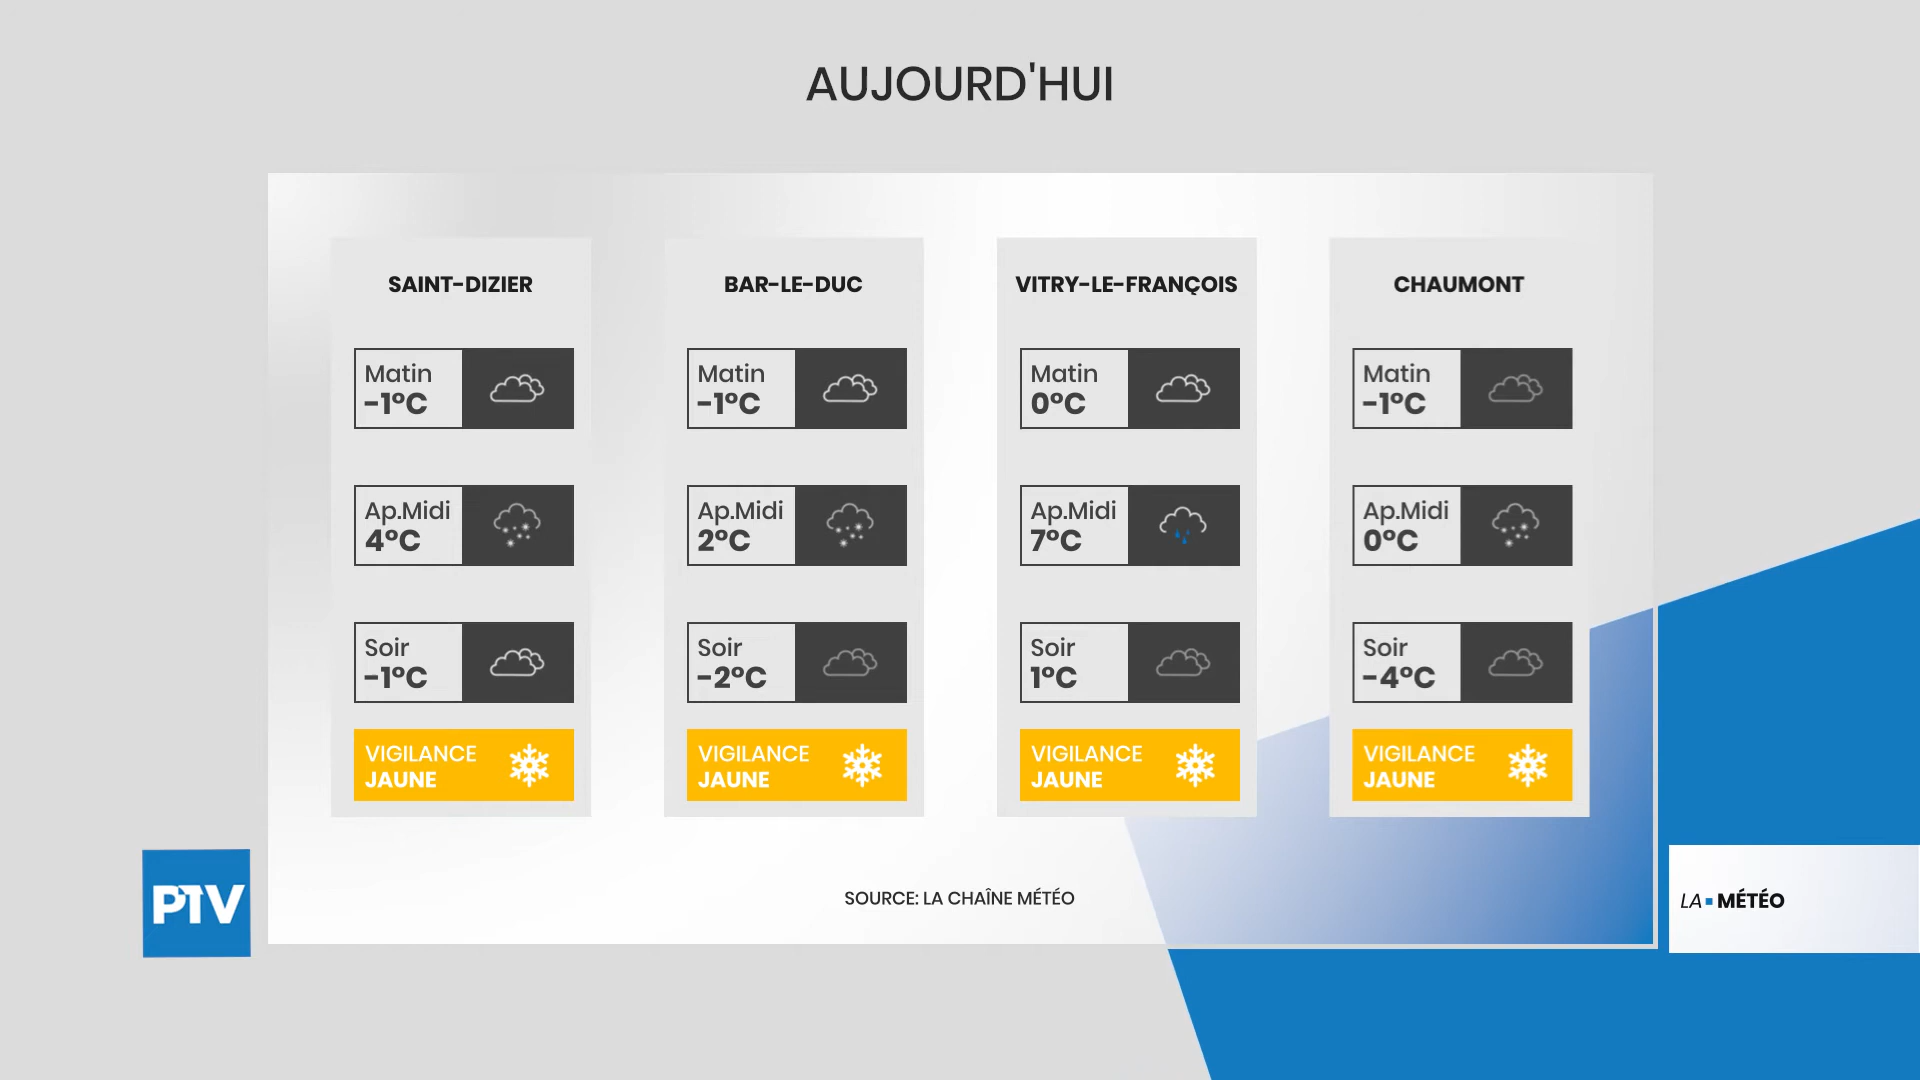 AUJOURD'HUI
SAINT-DIZIER
Matin
-1°C
Ap.Midi
4°C
Soir
-1°C
VIGILANCE
JAUNE
BAR-LE-DUC
Matin
-1°C
Ap.Midi
2°C
Soir
-2°C
VIGILANCE
JAUNE
VITRY-LE-FRANÇOIS
Matin
0°C
Ap.Midi
7°C
Soir
1°C
VIGILANCE
JAUNE
CHAUMONT
Matin
-1°C
Ap.Midi
0°C
Soir
-4°C
VIGILANCE
JAUNE
PTV
SOURCE: LA CHAÎNE MÉTÉO
LA MÉTÉO